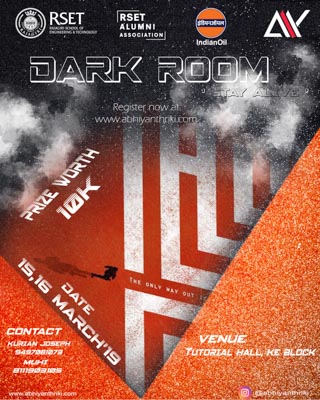 RSET
RAJAGIRI SCHOOL OF
ENGINEERING & TECHNOLOGY
RSET
ALUMNI
ASSOCIATION
इंडियनऑयल
IndianOil
DARK ROOM
"STAY ALIVE"
Register now at
www.abhiyanthriki.com
PRIZE WORTH
10K
THE ONLY WAY OUT
DATE
15,16 MARCH'19
CONTACT
KURIAN JOSEPH
MUHI
VENUE
TUTORIAL HALL, KE BLOCK
www.abhiyanthriki.com
@abhiyanthriki